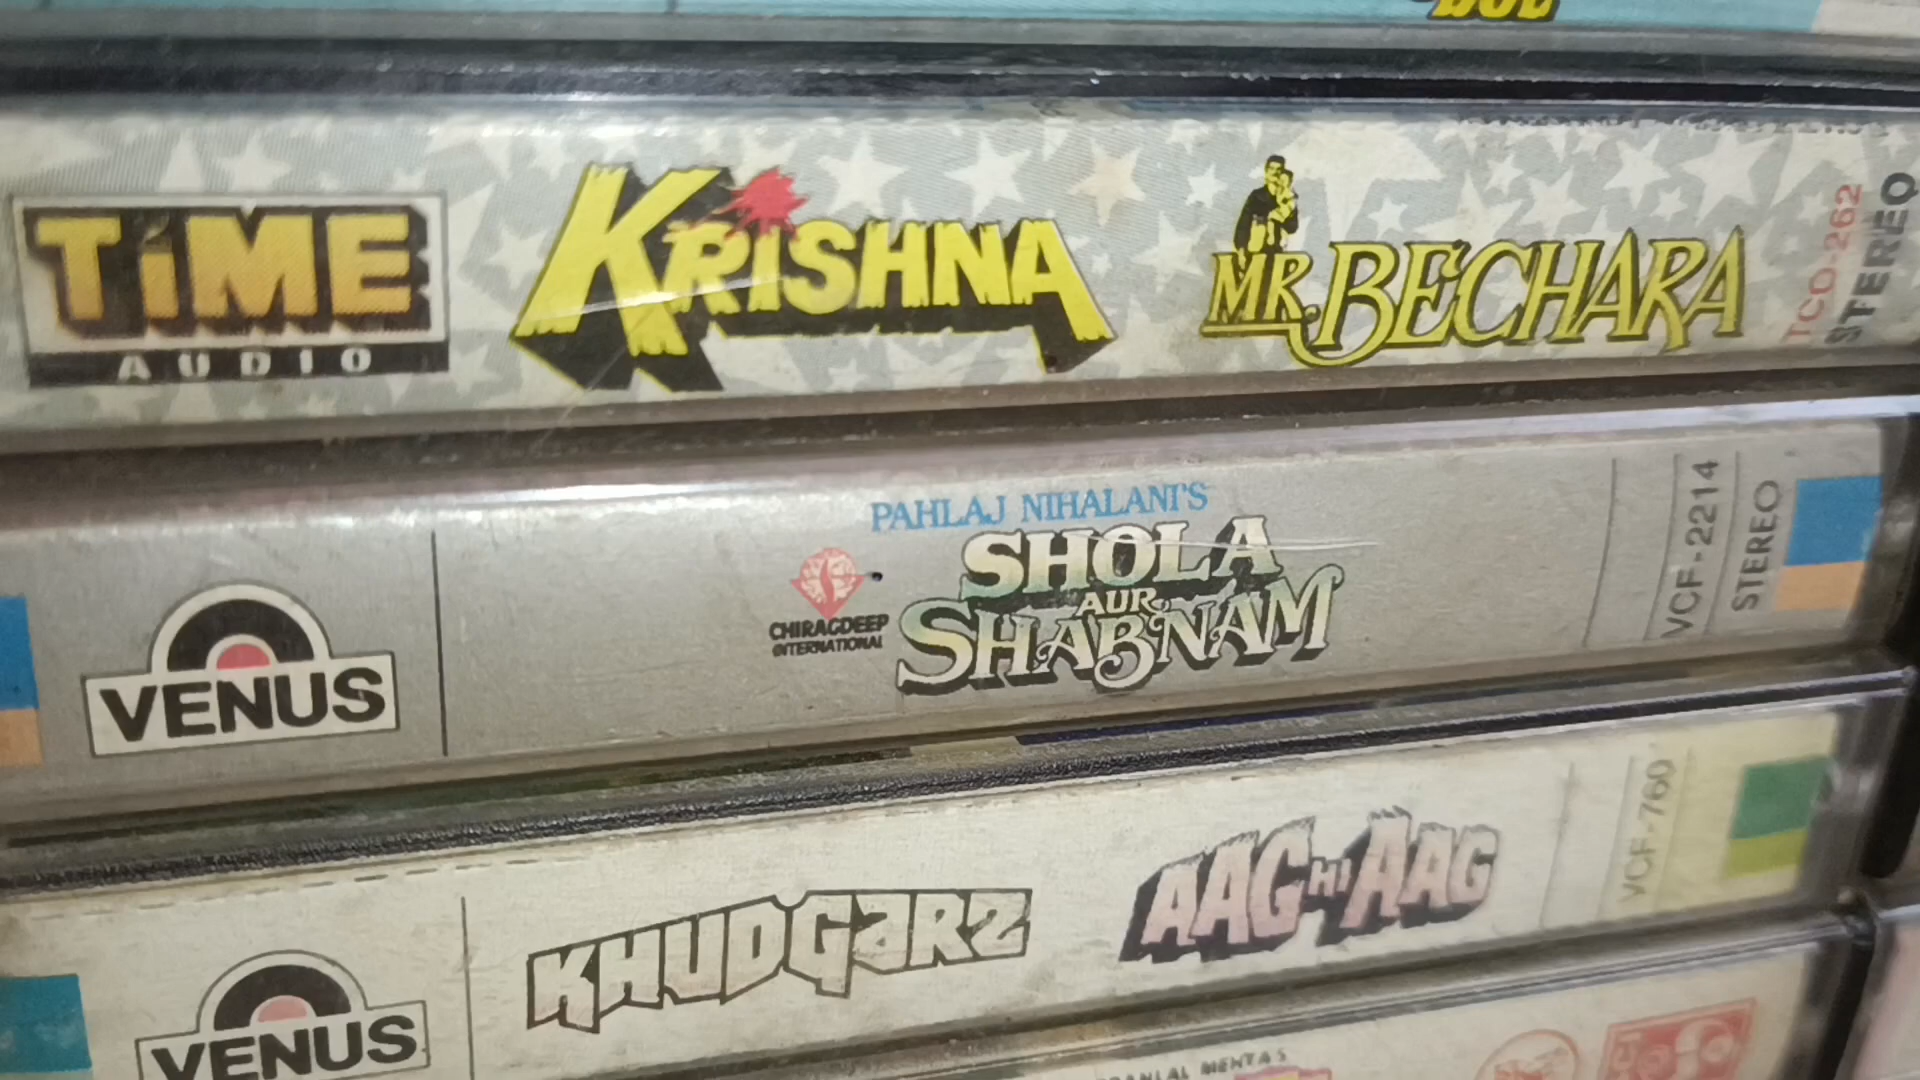 TiME
AUDIO
KRiSHNA
MR. BECHARA
TCO-262
STEREO
VENUS
CHIRAGDEEP
INTERNATIONAL
PAHLAJ NIHALANI'S
SHOLA
AUR
SHABNAM
VCF-2214
STEREO
VENUS
KHUDGARZ
AAG HI AAG
VCF-760